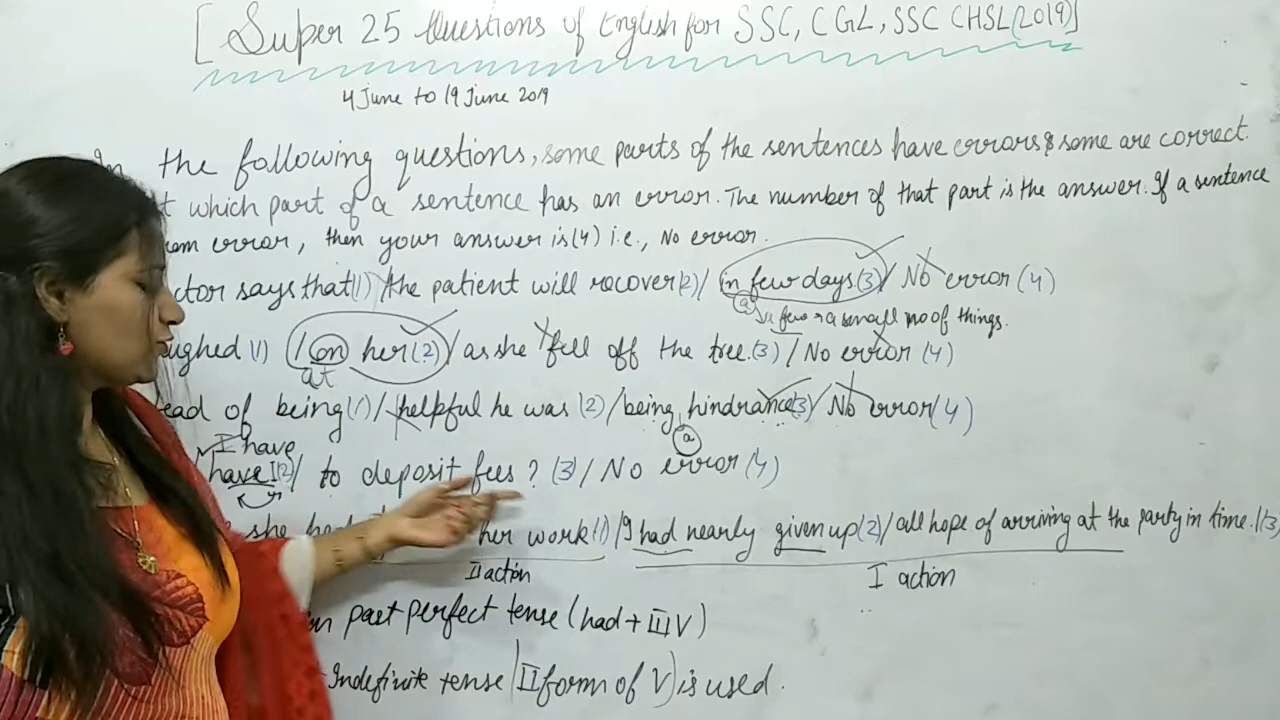 [ Super 25 Questions of English for SSC, CGL, SSC CHSL(2019)]
4 June to 19 June 2019
In the following questions, some parts of the sentences have errors & some are correct.
which part of a sentence has an error. The number of that part is the answer. If a sentence
error, then your answer is (4) i.e., No error.
ctor says that(1) / the patient will recover(2)/ in few days(3)/ No error (4)
a
few → a small no of things.
ughed (1) / on her(2)/ as she fell off the tree.(3) / No error (4)
at
ead of being(1)/ helpful he was (2)/being hindrance(3)/ No error(4)
I have
a
have I(2)/ to deposit fees? (3)/ No error (4)
she had her work(1) /I had nearly given up(2)/all hope of arriving at the party in time.(3)
II action
I action
in past perfect tense (had + III V)
Indefinite tense (II form of V) is used.